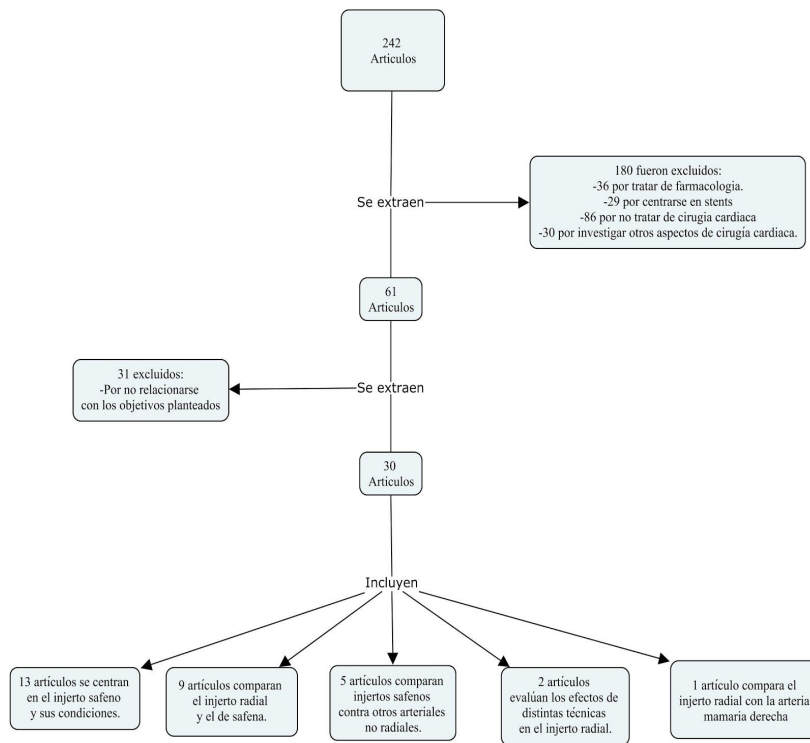 242
Articulos
180 fueron excluidos:
-36 por tratar de farmacologia.
-29 por centrarse en stents
-86 por no tratar de cirugia cardiaca
-30 por investigar otros aspectos de cirugía cardiaca.
Se extraen
61
Articulos
31 excluidos:
-Por no relacionarse
con los objetivos planteados
Se extraen
30
Articulos
Incluyen
13 artículos se centran
en el injerto safeno
y sus condiciones.
9 artículos comparan
el injerto radial
y el de safena.
5 artículos comparan
injertos safenos
contra otros arteriales
no radiales.
2 artículos
evalúan los efectos de
distintas técnicas
en el injerto radial.
1 artículo compara el
injerto radial con la arteria
mamaria derecha